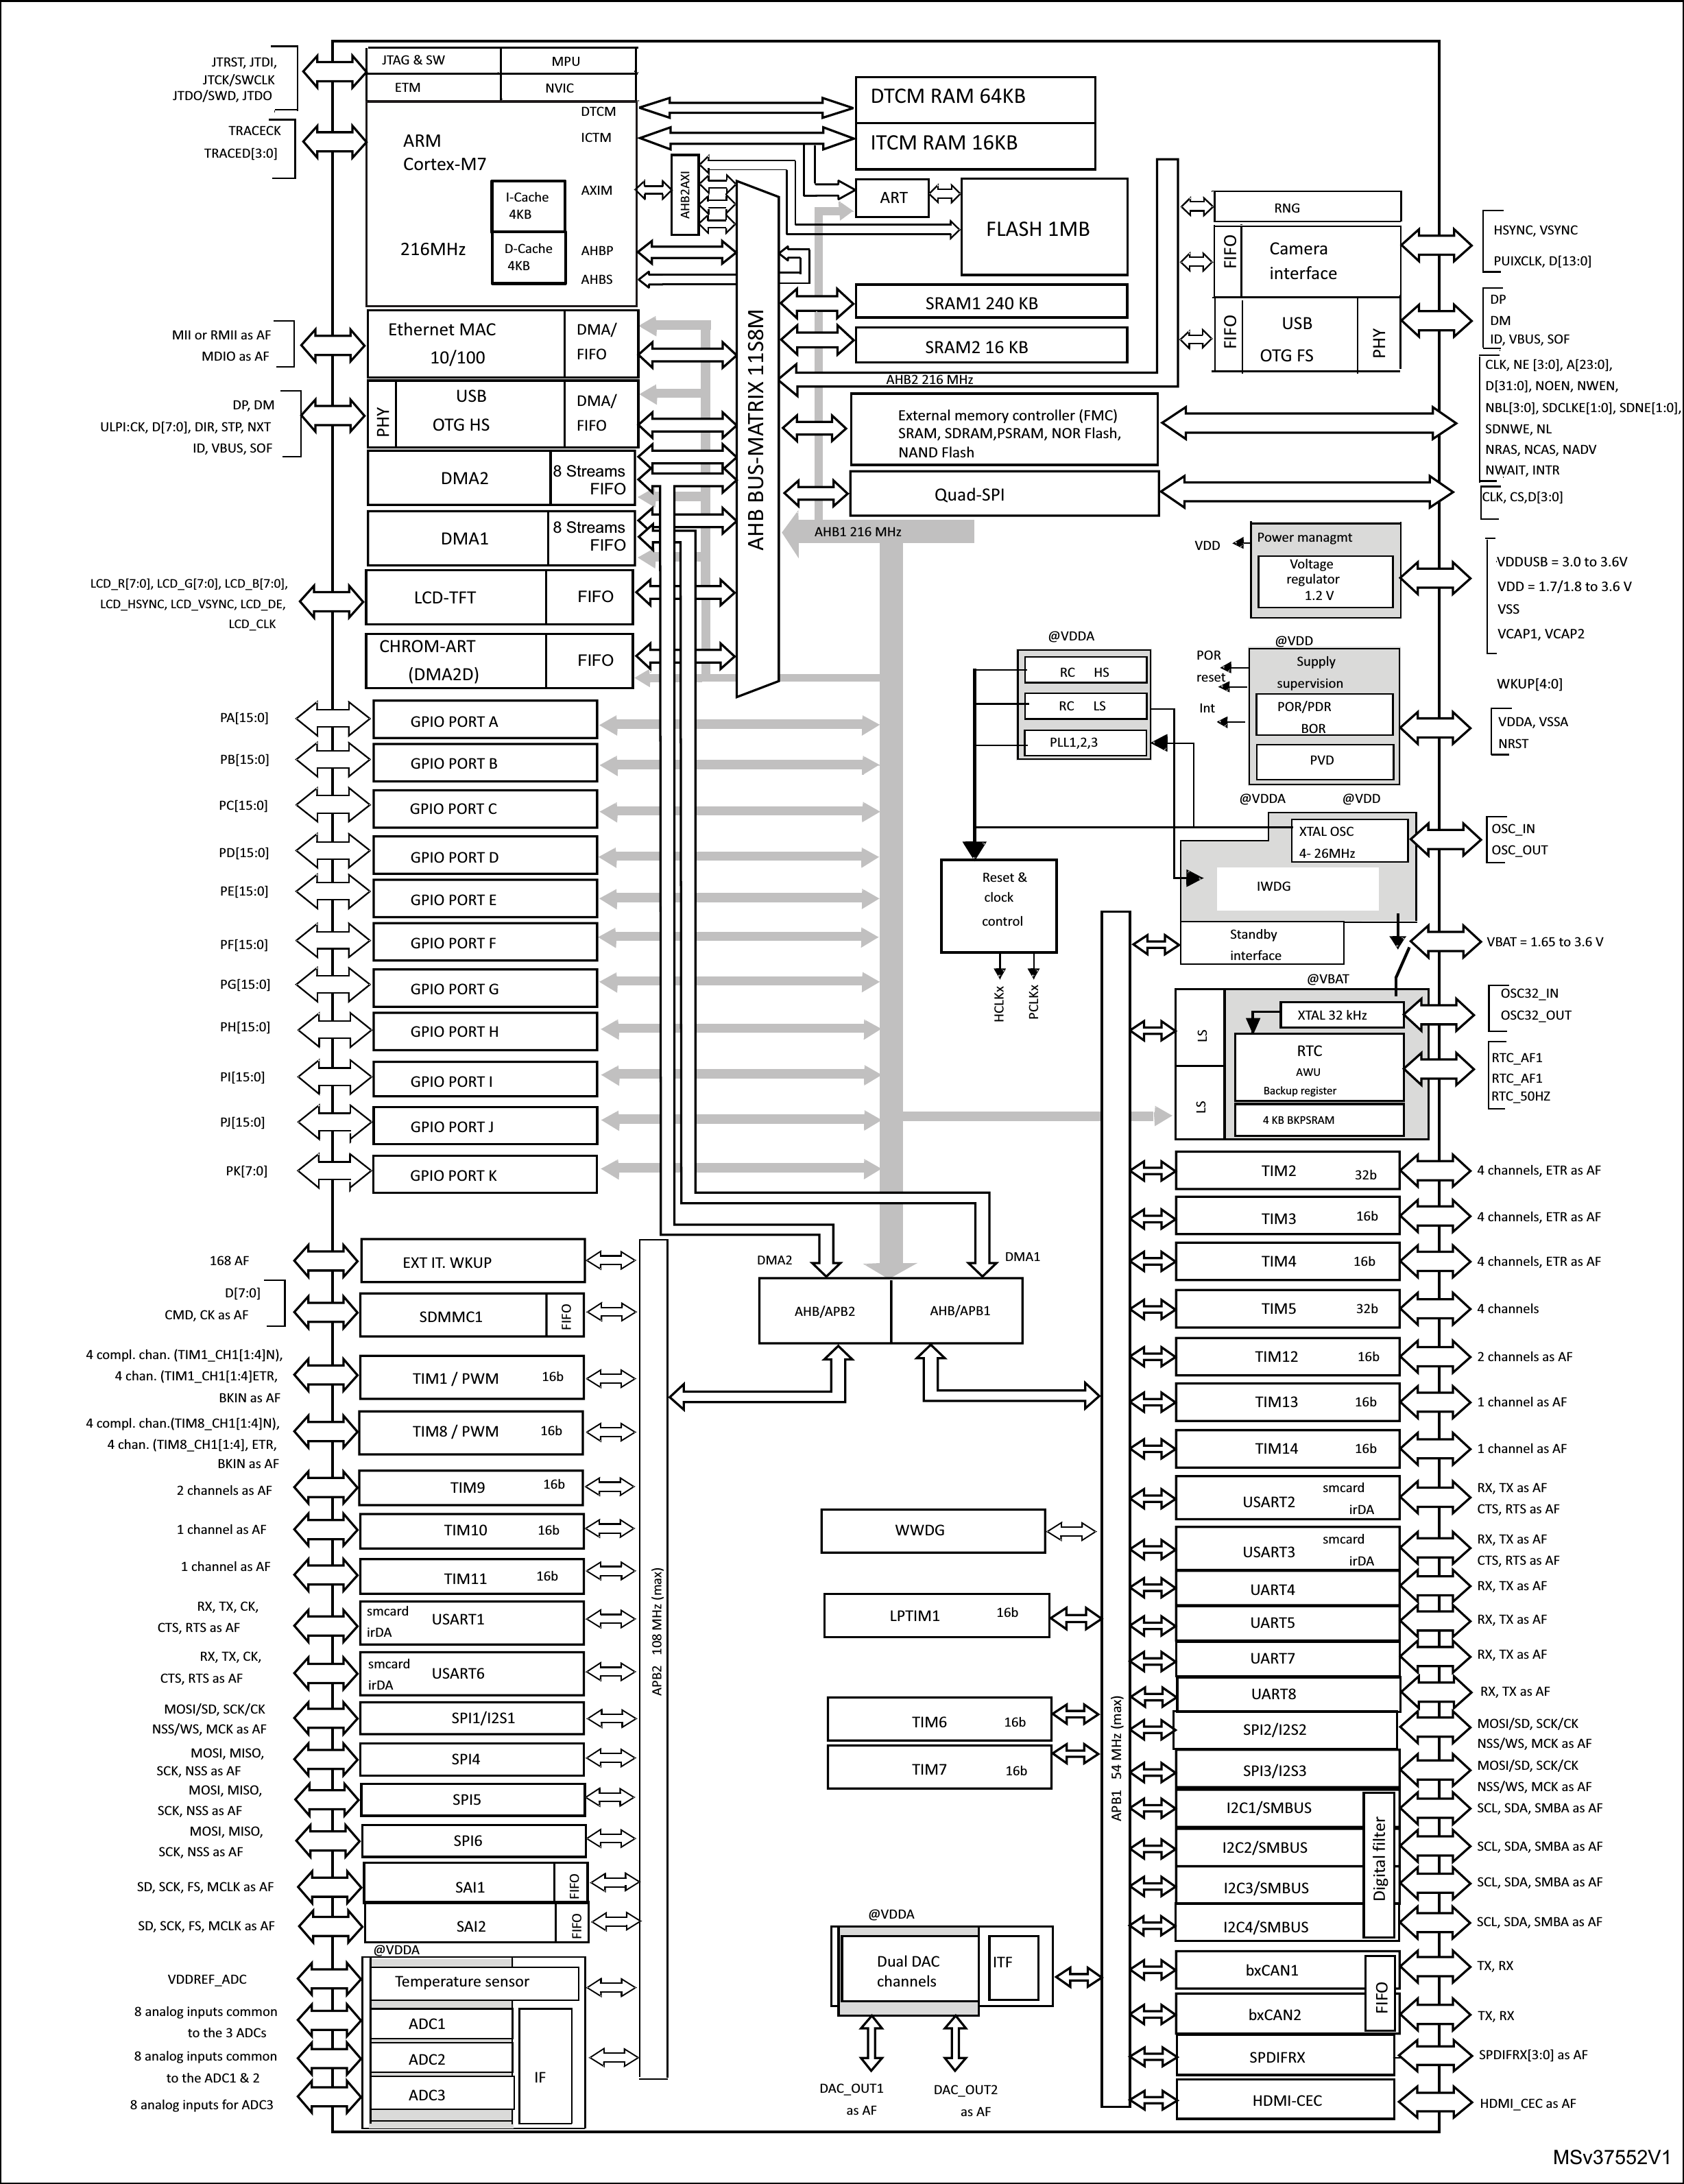 JTRST, JTDI,
JTCK/SWCLK
JTDO/SWD, JTDO
TRACECK
TRACED[3:0]
JTAG & SW
MPU
ETM
NVIC
ARM
Cortex-M7
216MHz
I-Cache
4KB
D-Cache
4KB
DTCM
ICTM
AXIM
AHBP
AHBS
AHB2AXI
DTCM RAM 64KB
ITCM RAM 16KB
ART
FLASH 1MB
SRAM1 240 KB
SRAM2 16 KB
AHB2 216 MHz
External memory controller (FMC)
SRAM, SDRAM,PSRAM, NOR Flash,
NAND Flash
Quad-SPI
AHB1 216 MHz
AHB BUS-MATRIX 11S8M
RNG
FIFO
Camera
interface
FIFO
USB
OTG FS
PHY
HSYNC, VSYNC
PUIXCLK, D[13:0]
DP
DM
ID, VBUS, SOF
CLK, NE [3:0], A[23:0],
D[31:0], NOEN, NWEN,
NBL[3:0], SDCLKE[1:0], SDNE[1:0],
SDNWE, NL
NRAS, NCAS, NADV
NWAIT, INTR
CLK, CS,D[3:0]
MII or RMII as AF
MDIO as AF
Ethernet MAC
10/100
DMA/
FIFO
DP, DM
ULPI:CK, D[7:0], DIR, STP, NXT
ID, VBUS, SOF
PHY
USB
OTG HS
DMA/
FIFO
DMA2
8 Streams
FIFO
DMA1
8 Streams
FIFO
LCD_R[7:0], LCD_G[7:0], LCD_B[7:0],
LCD_HSYNC, LCD_VSYNC, LCD_DE,
LCD_CLK
LCD-TFT
FIFO
CHROM-ART
(DMA2D)
FIFO
VDD
Power managmt
Voltage
regulator
1.2 V
VDDUSB = 3.0 to 3.6V
VDD = 1.7/1.8 to 3.6 V
VSS
VCAP1, VCAP2
@VDDA
RC HS
RC LS
PLL1,2,3
@VDD
POR
reset
Int
Supply
supervision
POR/PDR
BOR
PVD
WKUP[4:0]
VDDA, VSSA
NRST
@VDDA
@VDD
XTAL OSC
4- 26MHz
IWDG
OSC_IN
OSC_OUT
Reset &
clock
control
HCLKx
PCLKx
Standby
interface
VBAT = 1.65 to 3.6 V
@VBAT
LS
LS
XTAL 32 kHz
RTC
AWU
Backup register
4 KB BKPSRAM
OSC32_IN
OSC32_OUT
RTC_AF1
RTC_AF1
RTC_50HZ
PA[15:0]
GPIO PORT A
PB[15:0]
GPIO PORT B
PC[15:0]
GPIO PORT C
PD[15:0]
GPIO PORT D
PE[15:0]
GPIO PORT E
PF[15:0]
GPIO PORT F
PG[15:0]
GPIO PORT G
PH[15:0]
GPIO PORT H
PI[15:0]
GPIO PORT I
PJ[15:0]
GPIO PORT J
PK[7:0]
GPIO PORT K
DMA2
DMA1
AHB/APB2
AHB/APB1
168 AF
EXT IT. WKUP
D[7:0]
CMD, CK as AF
SDMMC1
FIFO
4 compl. chan. (TIM1_CH1[1:4]N),
4 chan. (TIM1_CH1[1:4]ETR,
BKIN as AF
TIM1 / PWM 16b
4 compl. chan.(TIM8_CH1[1:4]N),
4 chan. (TIM8_CH1[1:4], ETR,
BKIN as AF
TIM8 / PWM 16b
2 channels as AF
TIM9 16b
1 channel as AF
TIM10 16b
1 channel as AF
TIM11 16b
RX, TX, CK,
CTS, RTS as AF
smcard
irDA
USART1
RX, TX, CK,
CTS, RTS as AF
smcard
irDA
USART6
MOSI/SD, SCK/CK
NSS/WS, MCK as AF
SPI1/I2S1
MOSI, MISO,
SCK, NSS as AF
SPI4
MOSI, MISO,
SCK, NSS as AF
SPI5
MOSI, MISO,
SCK, NSS as AF
SPI6
SD, SCK, FS, MCLK as AF
SAI1
FIFO
SD, SCK, FS, MCLK as AF
SAI2
FIFO
@VDDA
VDDREF_ADC
Temperature sensor
8 analog inputs common
to the 3 ADCs
ADC1
8 analog inputs common
to the ADC1 & 2
ADC2
8 analog inputs for ADC3
ADC3
IF
APB2 108 MHz (max)
WWDG
LPTIM1 16b
TIM6 16b
TIM7 16b
@VDDA
Dual DAC
channels
ITF
DAC_OUT1
as AF
DAC_OUT2
as AF
APB1 54 MHz (max)
TIM2 32b
4 channels, ETR as AF
TIM3 16b
4 channels, ETR as AF
TIM4 16b
4 channels, ETR as AF
TIM5 32b
4 channels
TIM12 16b
2 channels as AF
TIM13 16b
1 channel as AF
TIM14 16b
1 channel as AF
USART2
smcard
irDA
RX, TX as AF
CTS, RTS as AF
USART3
smcard
irDA
RX, TX as AF
CTS, RTS as AF
UART4
RX, TX as AF
UART5
RX, TX as AF
UART7
RX, TX as AF
UART8
RX, TX as AF
SPI2/I2S2
MOSI/SD, SCK/CK
NSS/WS, MCK as AF
SPI3/I2S3
MOSI/SD, SCK/CK
NSS/WS, MCK as AF
I2C1/SMBUS
SCL, SDA, SMBA as AF
I2C2/SMBUS
SCL, SDA, SMBA as AF
I2C3/SMBUS
SCL, SDA, SMBA as AF
I2C4/SMBUS
SCL, SDA, SMBA as AF
Digital filter
bxCAN1
TX, RX
bxCAN2
TX, RX
FIFO
SPDIFRX
SPDIFRX[3:0] as AF
HDMI-CEC
HDMI_CEC as AF
MSv37552V1